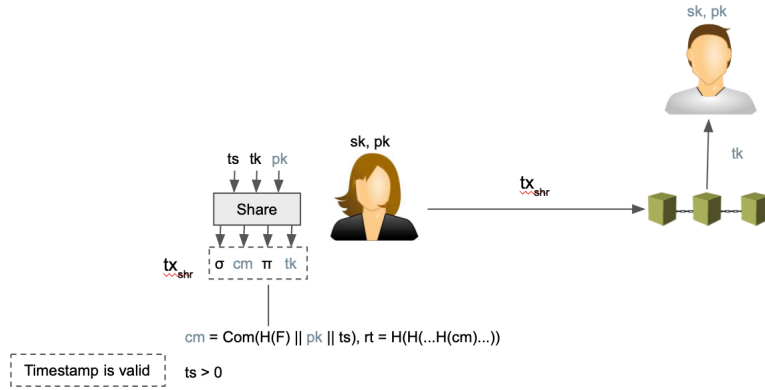 sk, pk
sk, pk
ts tk pk
tk
Share
tx_shr
tx_shr σ cm π tk
cm = Com(H(F) || pk || ts), rt = H(H(...H(cm)...))
Timestamp is valid ts > 0